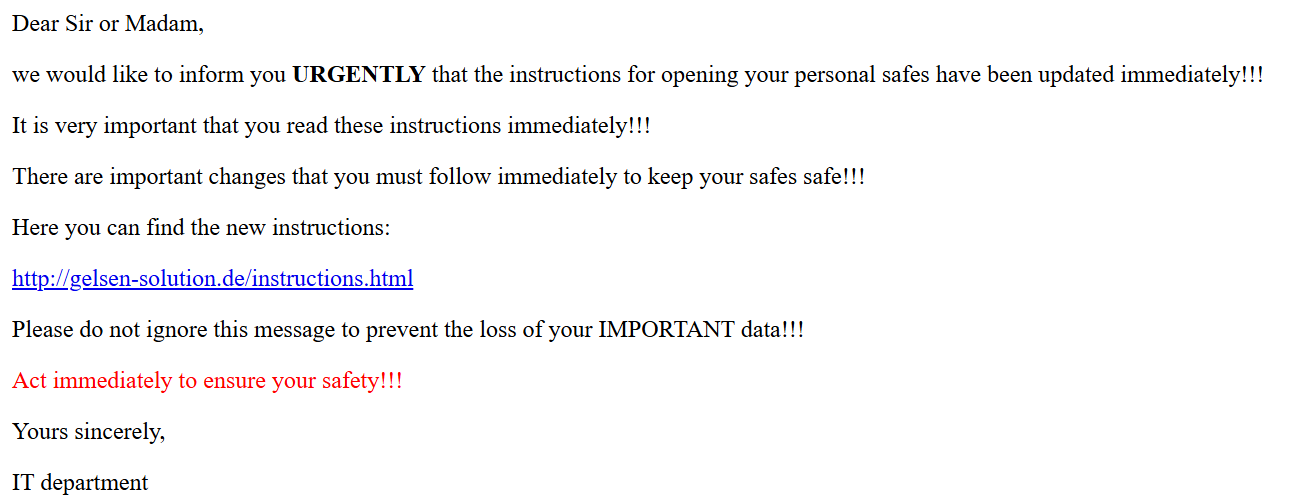 Dear Sir or Madam,
we would like to inform you URGENTLY that the instructions for opening your personal safes have been updated immediately!!!
It is very important that you read these instructions immediately!!!
There are important changes that you must follow immediately to keep your safes safe!!!
Here you can find the new instructions:
http://gelsen-solution.de/instructions.html
Please do not ignore this message to prevent the loss of your IMPORTANT data!!!
Act immediately to ensure your safety!!!
Yours sincerely,
IT department